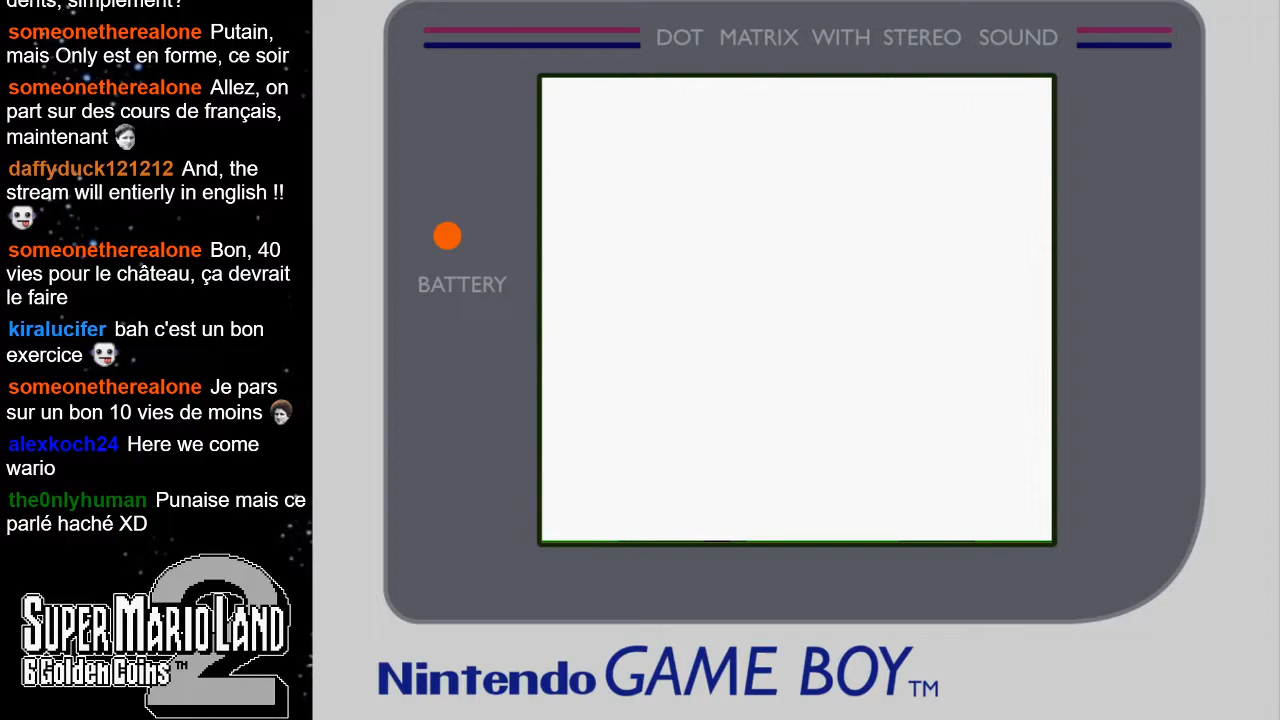 dents, simplement?
someonetherealone Putain,
mais Only est en forme, ce soir
someonetherealone Allez, on
part sur des cours de français,
maintenant
daffyduck121212 And, the
stream will entierly in english !!
someonetherealone Bon, 40
vies pour le château, ça devrait
le faire
kiralucifer bah c'est un bon
exercice
someonetherealone Je pars
sur un bon 10 vies de moins
alexkoch24 Here we come
wario
the0nlyhuman Punaise mais ce
parlé haché XD
SUPER MARIO LAND
2
6 Golden Coins™
DOT MATRIX WITH STEREO SOUND
BATTERY
Nintendo GAME BOY™